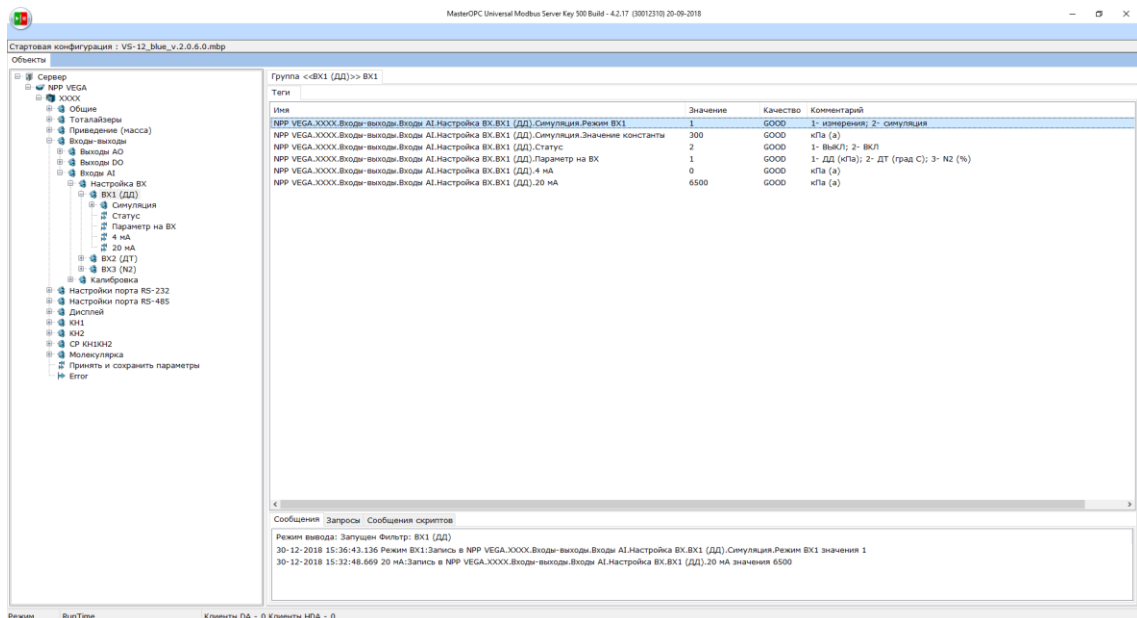 MasterOPC Universal Modbus Server Key 500 Build - 4.2.17 (30012310) 20-09-2018
Стартовая конфигурация : VS-12_blue_v.2.0.6.0.mbp
Объекты
Сервер
NPP VEGA
XXXX
Общие
Тоталайзеры
Приведение (масса)
Входы-выходы
Выходы AO
Выходы DO
Входы AI
Настройка ВХ
ВХ1 (ДД)
Симуляция
Статус
Параметр на ВХ
4 мА
20 мА
ВХ2 (ДТ)
ВХ3 (N2)
Калибровка
Настройки порта RS-232
Настройки порта RS-485
Дисплей
КН1
КН2
СР КН1КН2
Молекулярка
Принять и сохранить параметры
Error
Группа <<ВХ1 (ДД)>> ВХ1
Теги
Имя Значение Качество Комментарий
NPP VEGA.XXXX.Входы-выходы.Входы AI.Настройка ВХ.ВХ1 (ДД).Симуляция.Режим ВХ1 1 GOOD 1- измерения; 2- симуляция
NPP VEGA.XXXX.Входы-выходы.Входы AI.Настройка ВХ.ВХ1 (ДД).Симуляция.Значение константы 300 GOOD кПа (а)
NPP VEGA.XXXX.Входы-выходы.Входы AI.Настройка ВХ.ВХ1 (ДД).Статус 2 GOOD 1- ВЫКЛ; 2- ВКЛ
NPP VEGA.XXXX.Входы-выходы.Входы AI.Настройка ВХ.ВХ1 (ДД).Параметр на ВХ 1 GOOD 1- ДД (кПа); 2- ДТ (град С); 3- N2 (%)
NPP VEGA.XXXX.Входы-выходы.Входы AI.Настройка ВХ.ВХ1 (ДД).4 мА 0 GOOD кПа (а)
NPP VEGA.XXXX.Входы-выходы.Входы AI.Настройка ВХ.ВХ1 (ДД).20 мА 6500 GOOD кПа (а)
Сообщения Запросы Сообщения скриптов
Режим вывода: Запущен Фильтр: ВХ1 (ДД)
30-12-2018 15:36:43.136 Режим ВХ1:Запись в NPP VEGA.XXXX.Входы-выходы.Входы AI.Настройка ВХ.ВХ1 (ДД).Симуляция.Режим ВХ1 значения 1
30-12-2018 15:32:48.669 20 мА:Запись в NPP VEGA.XXXX.Входы-выходы.Входы AI.Настройка ВХ.ВХ1 (ДД).20 мА значения 6500
Режим RunTime Клиенты DA - 0 Клиенты HDA - 0